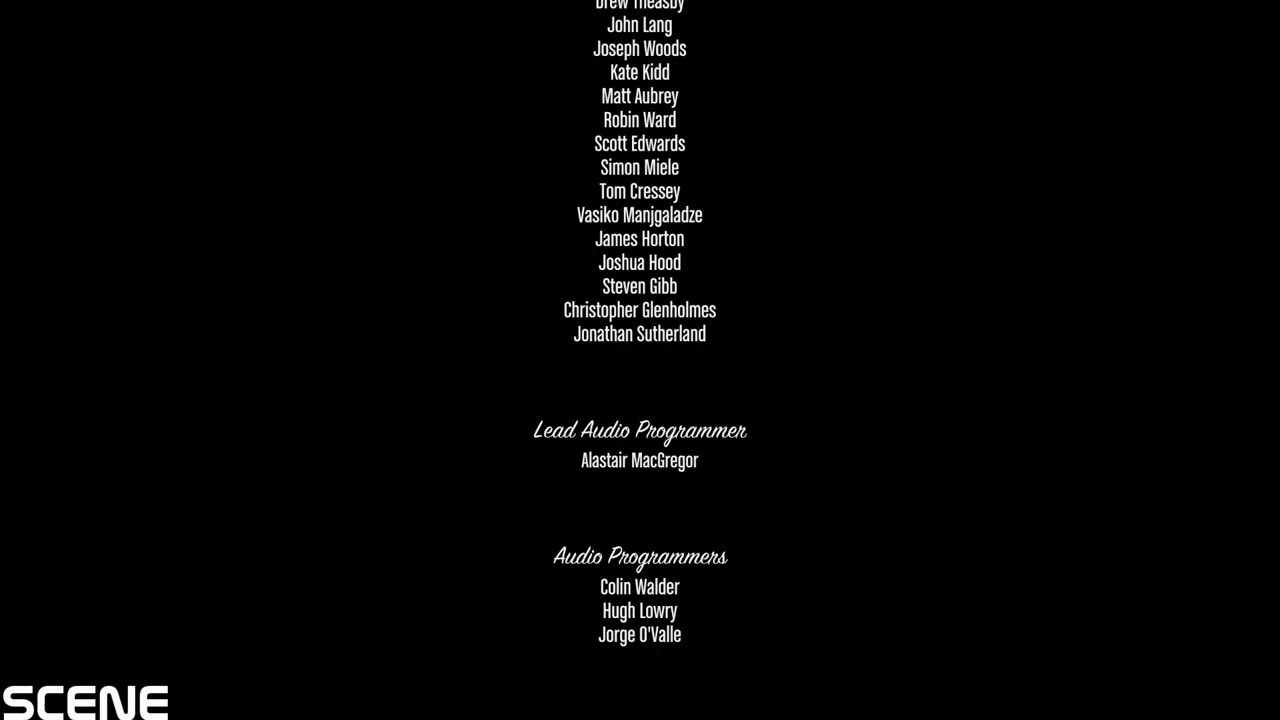 Drew Theasby
John Lang
Joseph Woods
Kate Kidd
Matt Aubrey
Robin Ward
Scott Edwards
Simon Miele
Tom Cressey
Vasiko Manjgaladze
James Horton
Joshua Hood
Steven Gibb
Christopher Glenholmes
Jonathan Sutherland
Lead Audio Programmer
Alastair MacGregor
Audio Programmers
Colin Walder
Hugh Lowry
Jorge O'Valle
SCENE